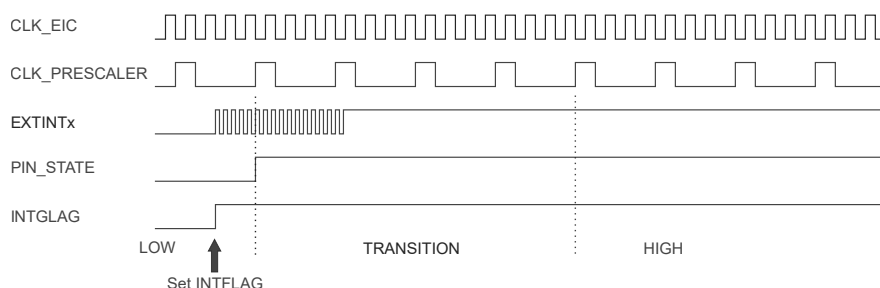 CLK_EIC
CLK_PRESCALER
EXTINTx
PIN_STATE
INTGLAG
LOW TRANSITION HIGH
Set INTFLAG